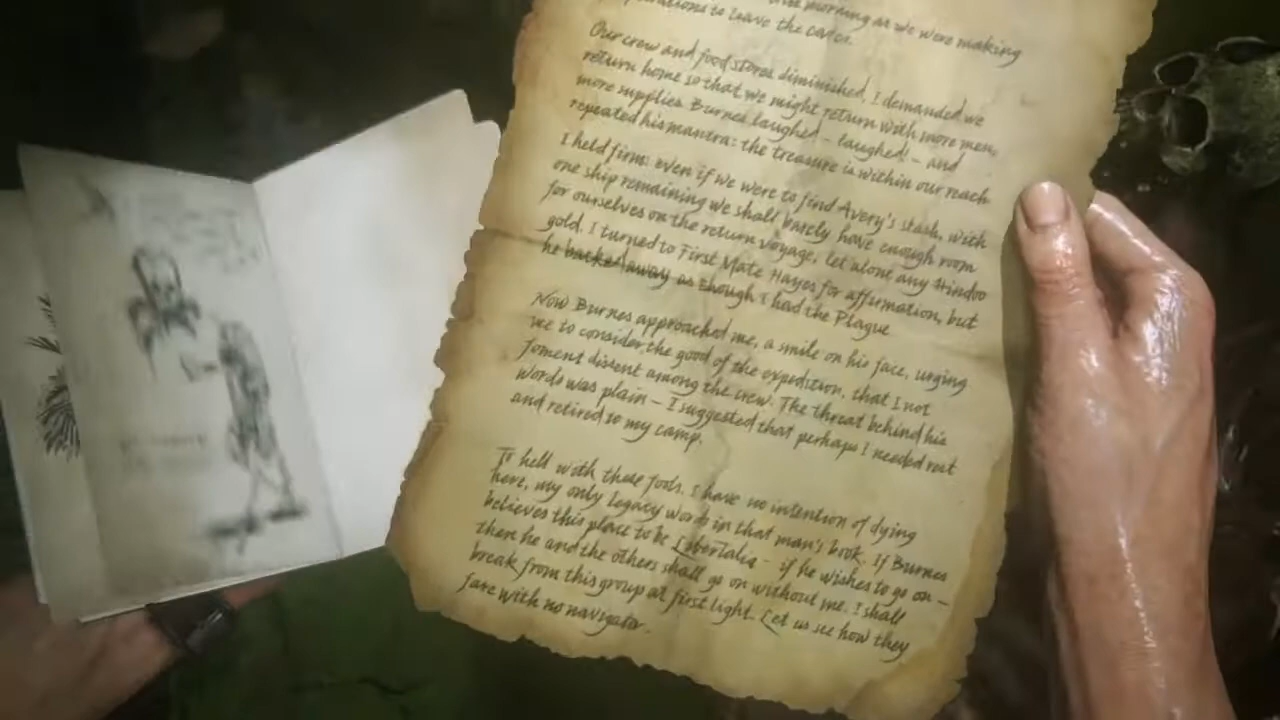 morning as we were making
to leave the cave.
Our crew and food stores diminished, I demanded we
return home so that we might return with more men,
more supplies. Burnes laughed – laughed! – and
repeated his mantra: the treasure is within our reach
I held firm: even if we were to find Avery's stash, with
one ship remaining we shall barely have enough room
for ourselves on the return voyage, let alone any Hindoo
gold. I turned to First Mate Hayes for affirmation, but
he backed away as though I had the Plague
Now Burnes approached me, a smile on his face, urging
me to consider the good of the expedition, that I not
foment dissent among the crew. The threat behind his
words was plain – I suggested that perhaps I needed rest
and retired to my camp.
To hell with these fools. I have no intention of dying
here, my only legacy words in that man's book. If Burnes
believes this place to be Libertalia – if he wishes to go on –
then he and the others shall go on without me. I shall
break from this group at first light. Let us see how they
fare with no navigator.